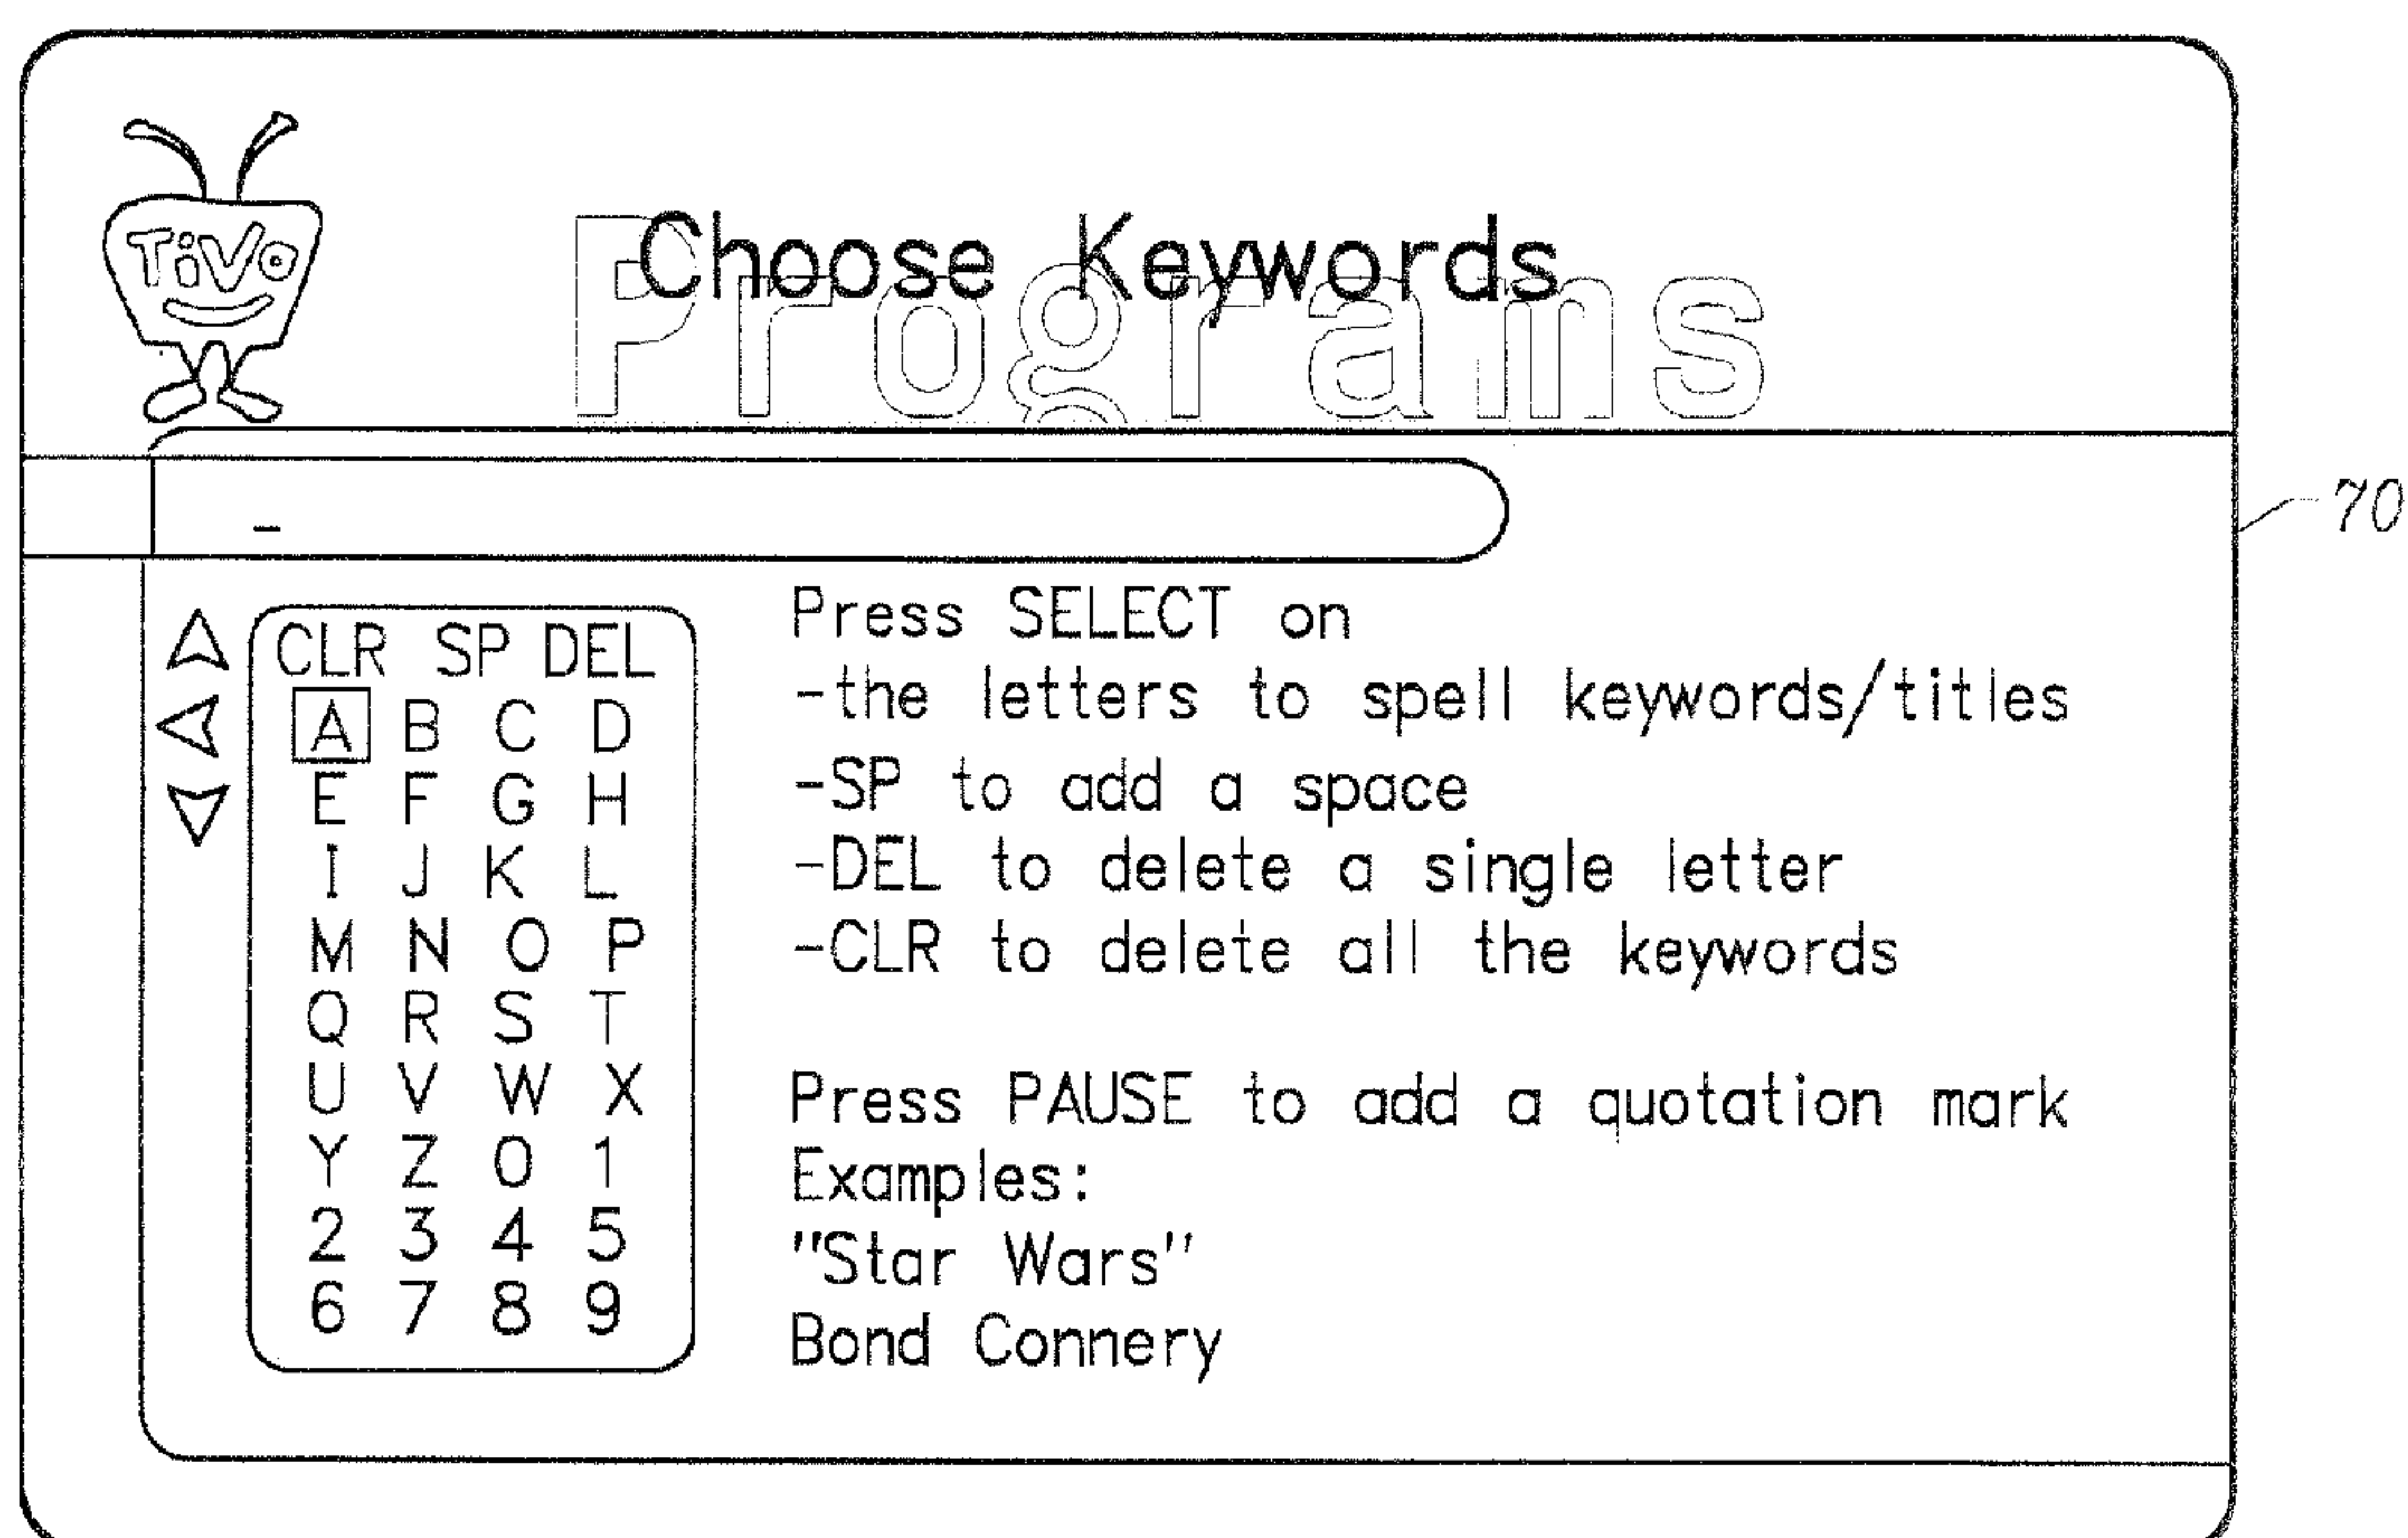 TiVo
Choose Keywords
Programs
70
_
CLR SP DEL
A B C D
E F G H
I J K L
M N O P
Q R S T
U V W X
Y Z 0 1
2 3 4 5
6 7 8 9
Press SELECT on
-the letters to spell keywords/titles
-SP to add a space
-DEL to delete a single letter
-CLR to delete all the keywords
Press PAUSE to add a quotation mark
Examples:
"Star Wars"
Bond Connery